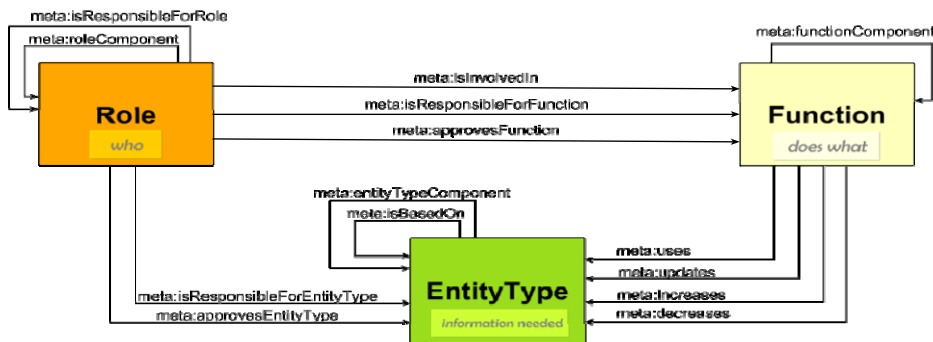 meta:isResponsibleForRole
meta:roleComponent
meta:functionComponent
meta:isInvolvedIn
meta:isResponsibleForFunction
meta:approvesFunction
Role
who
Function
does what
meta:entityTypeComponent
meta:isBasedOn
meta:uses
meta:updates
meta:Increases
meta:decreases
meta:isResponsibleForEntityType
meta:approvesEntityType
EntityType
information needed